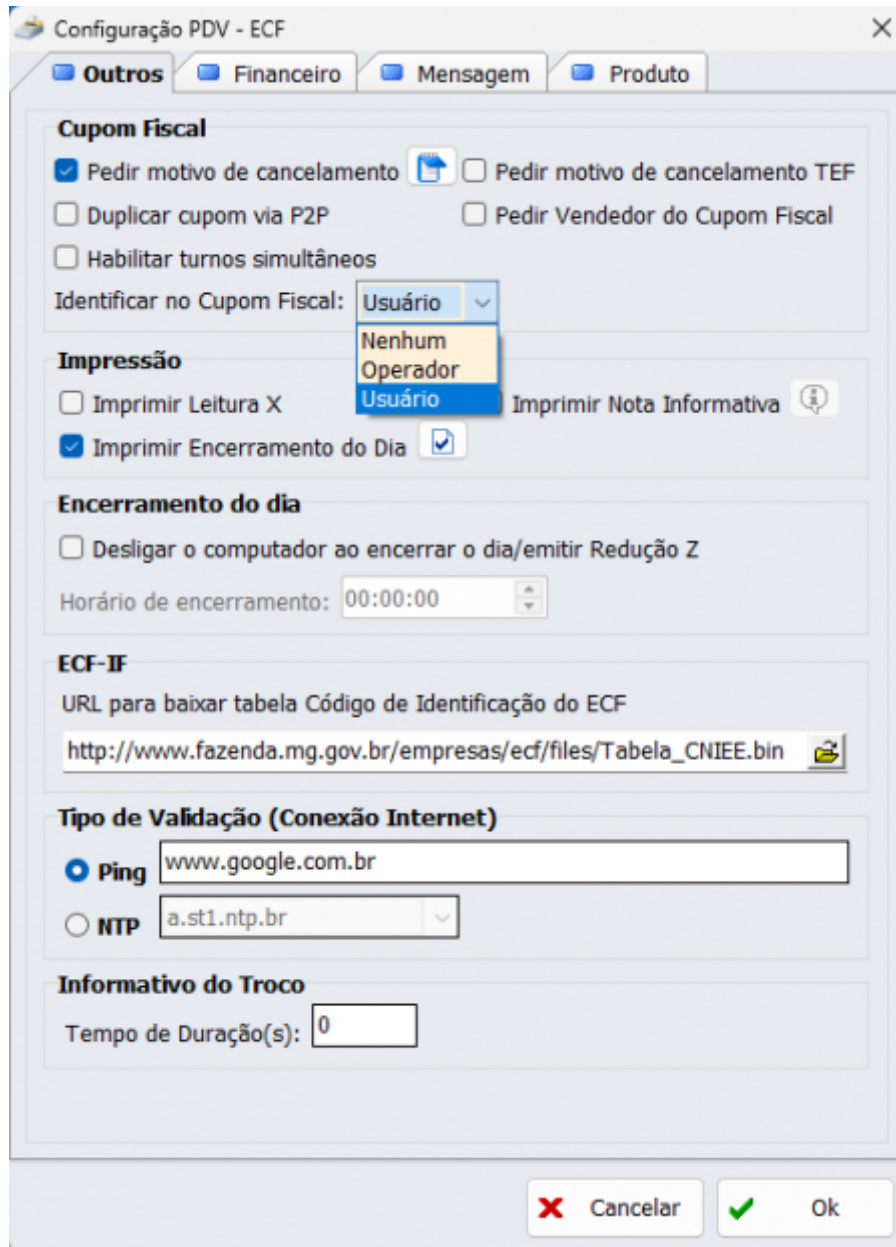 Configuração PDV - ECF
Outros Financeiro Mensagem Produto
Cupom Fiscal
Pedir motivo de cancelamento Pedir motivo de cancelamento TEF
Duplicar cupom via P2P Pedir Vendedor do Cupom Fiscal
Habilitar turnos simultâneos
Identificar no Cupom Fiscal: Usuário
Nenhum
Operador
Usuário
Impressão
Imprimir Leitura X Imprimir Nota Informativa
Imprimir Encerramento do Dia
Encerramento do dia
Desligar o computador ao encerrar o dia/emitir Redução Z
Horário de encerramento: 00:00:00
ECF-IF
URL para baixar tabela Código de Identificação do ECF
http://www.fazenda.mg.gov.br/empresas/ecf/files/Tabela_CNIEE.bin
Tipo de Validação (Conexão Internet)
Ping www.google.com.br
NTP a.st1.ntp.br
Informativo do Troco
Tempo de Duração(s): 0
Cancelar Ok